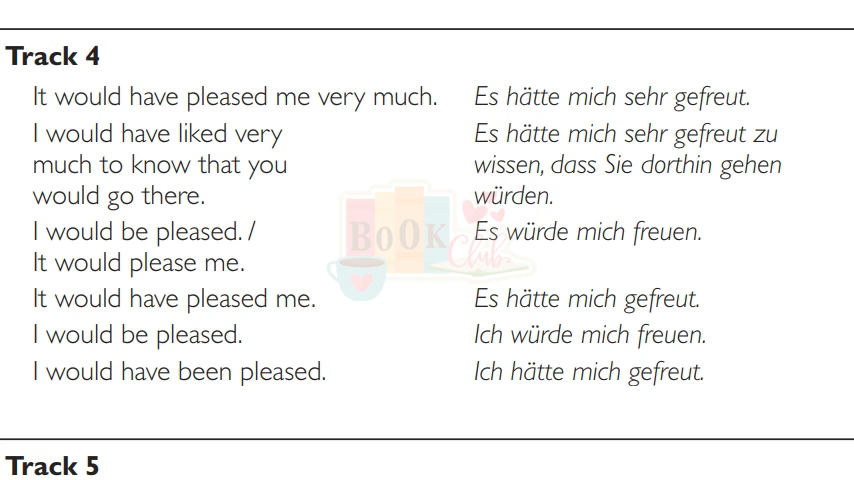 Track 4
It would have pleased me very much. Es hätte mich sehr gefreut.
I would have liked very Es hätte mich sehr gefreut zu
much to know that you wissen, dass Sie dorthin gehen
would go there. würden.
I would be pleased. / Es würde mich freuen.
It would please me.
It would have pleased me. Es hätte mich gefreut.
I would be pleased. Ich würde mich freuen.
I would have been pleased. Ich hätte mich gefreut.
BOOK
Club
Track 5